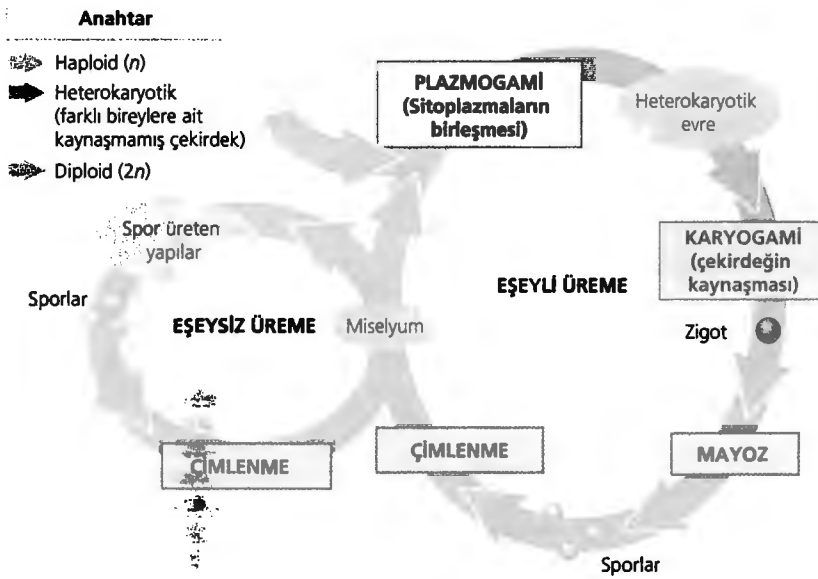 Anahtar
Haploid (n)
Heterokaryotik
(farklı bireylere ait
kaynaşmamış çekirdek)
Diploid (2n)
PLAZMOGAMİ
(Sitoplazmaların
birleşmesi)
Heterokaryotik
evre
KARYOGAMİ
(çekirdeğin
kaynaşması)
Zigot
MAYOZ
Sporlar
ÇİMLENME
EŞEYLİ ÜREME
Miselyum
EŞEYSİZ ÜREME
Spor üreten
yapılar
Sporlar
ÇİMLENME